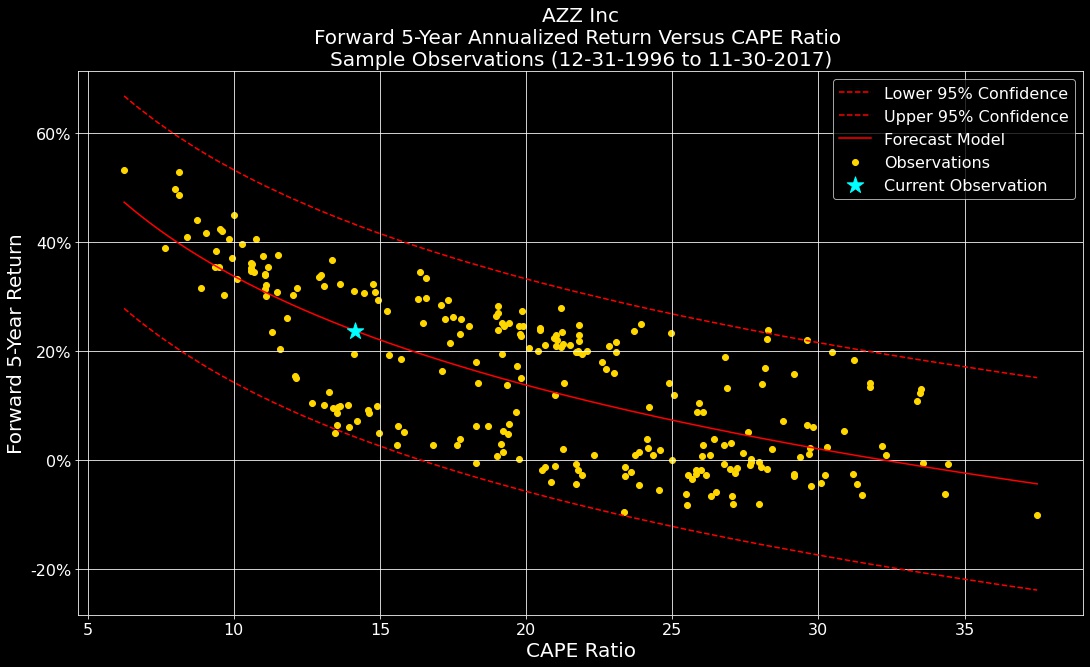 AZZ Inc
Forward 5-Year Annualized Return Versus CAPE Ratio
Sample Observations (12-31-1996 to 11-30-2017)
Lower 95% Confidence
Upper 95% Confidence
Forecast Model
Observations
Current Observation
Forward 5-Year Return
60%
40%
20%
0%
-20%
5
10
15
20
25
30
35
CAPE Ratio